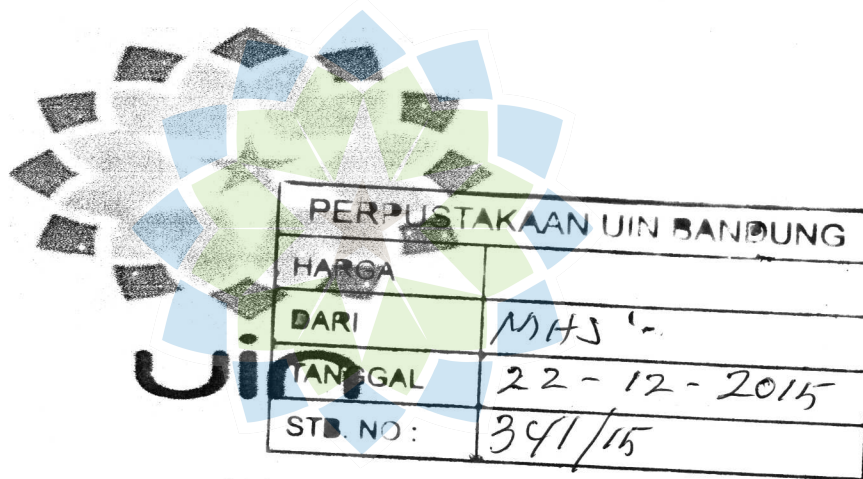 PERPUSTAKAAN UIN BANDUNG
HARGA
DARI MHS
uin
TANGGAL 22 - 12 - 2015
STB. NO : 341/15